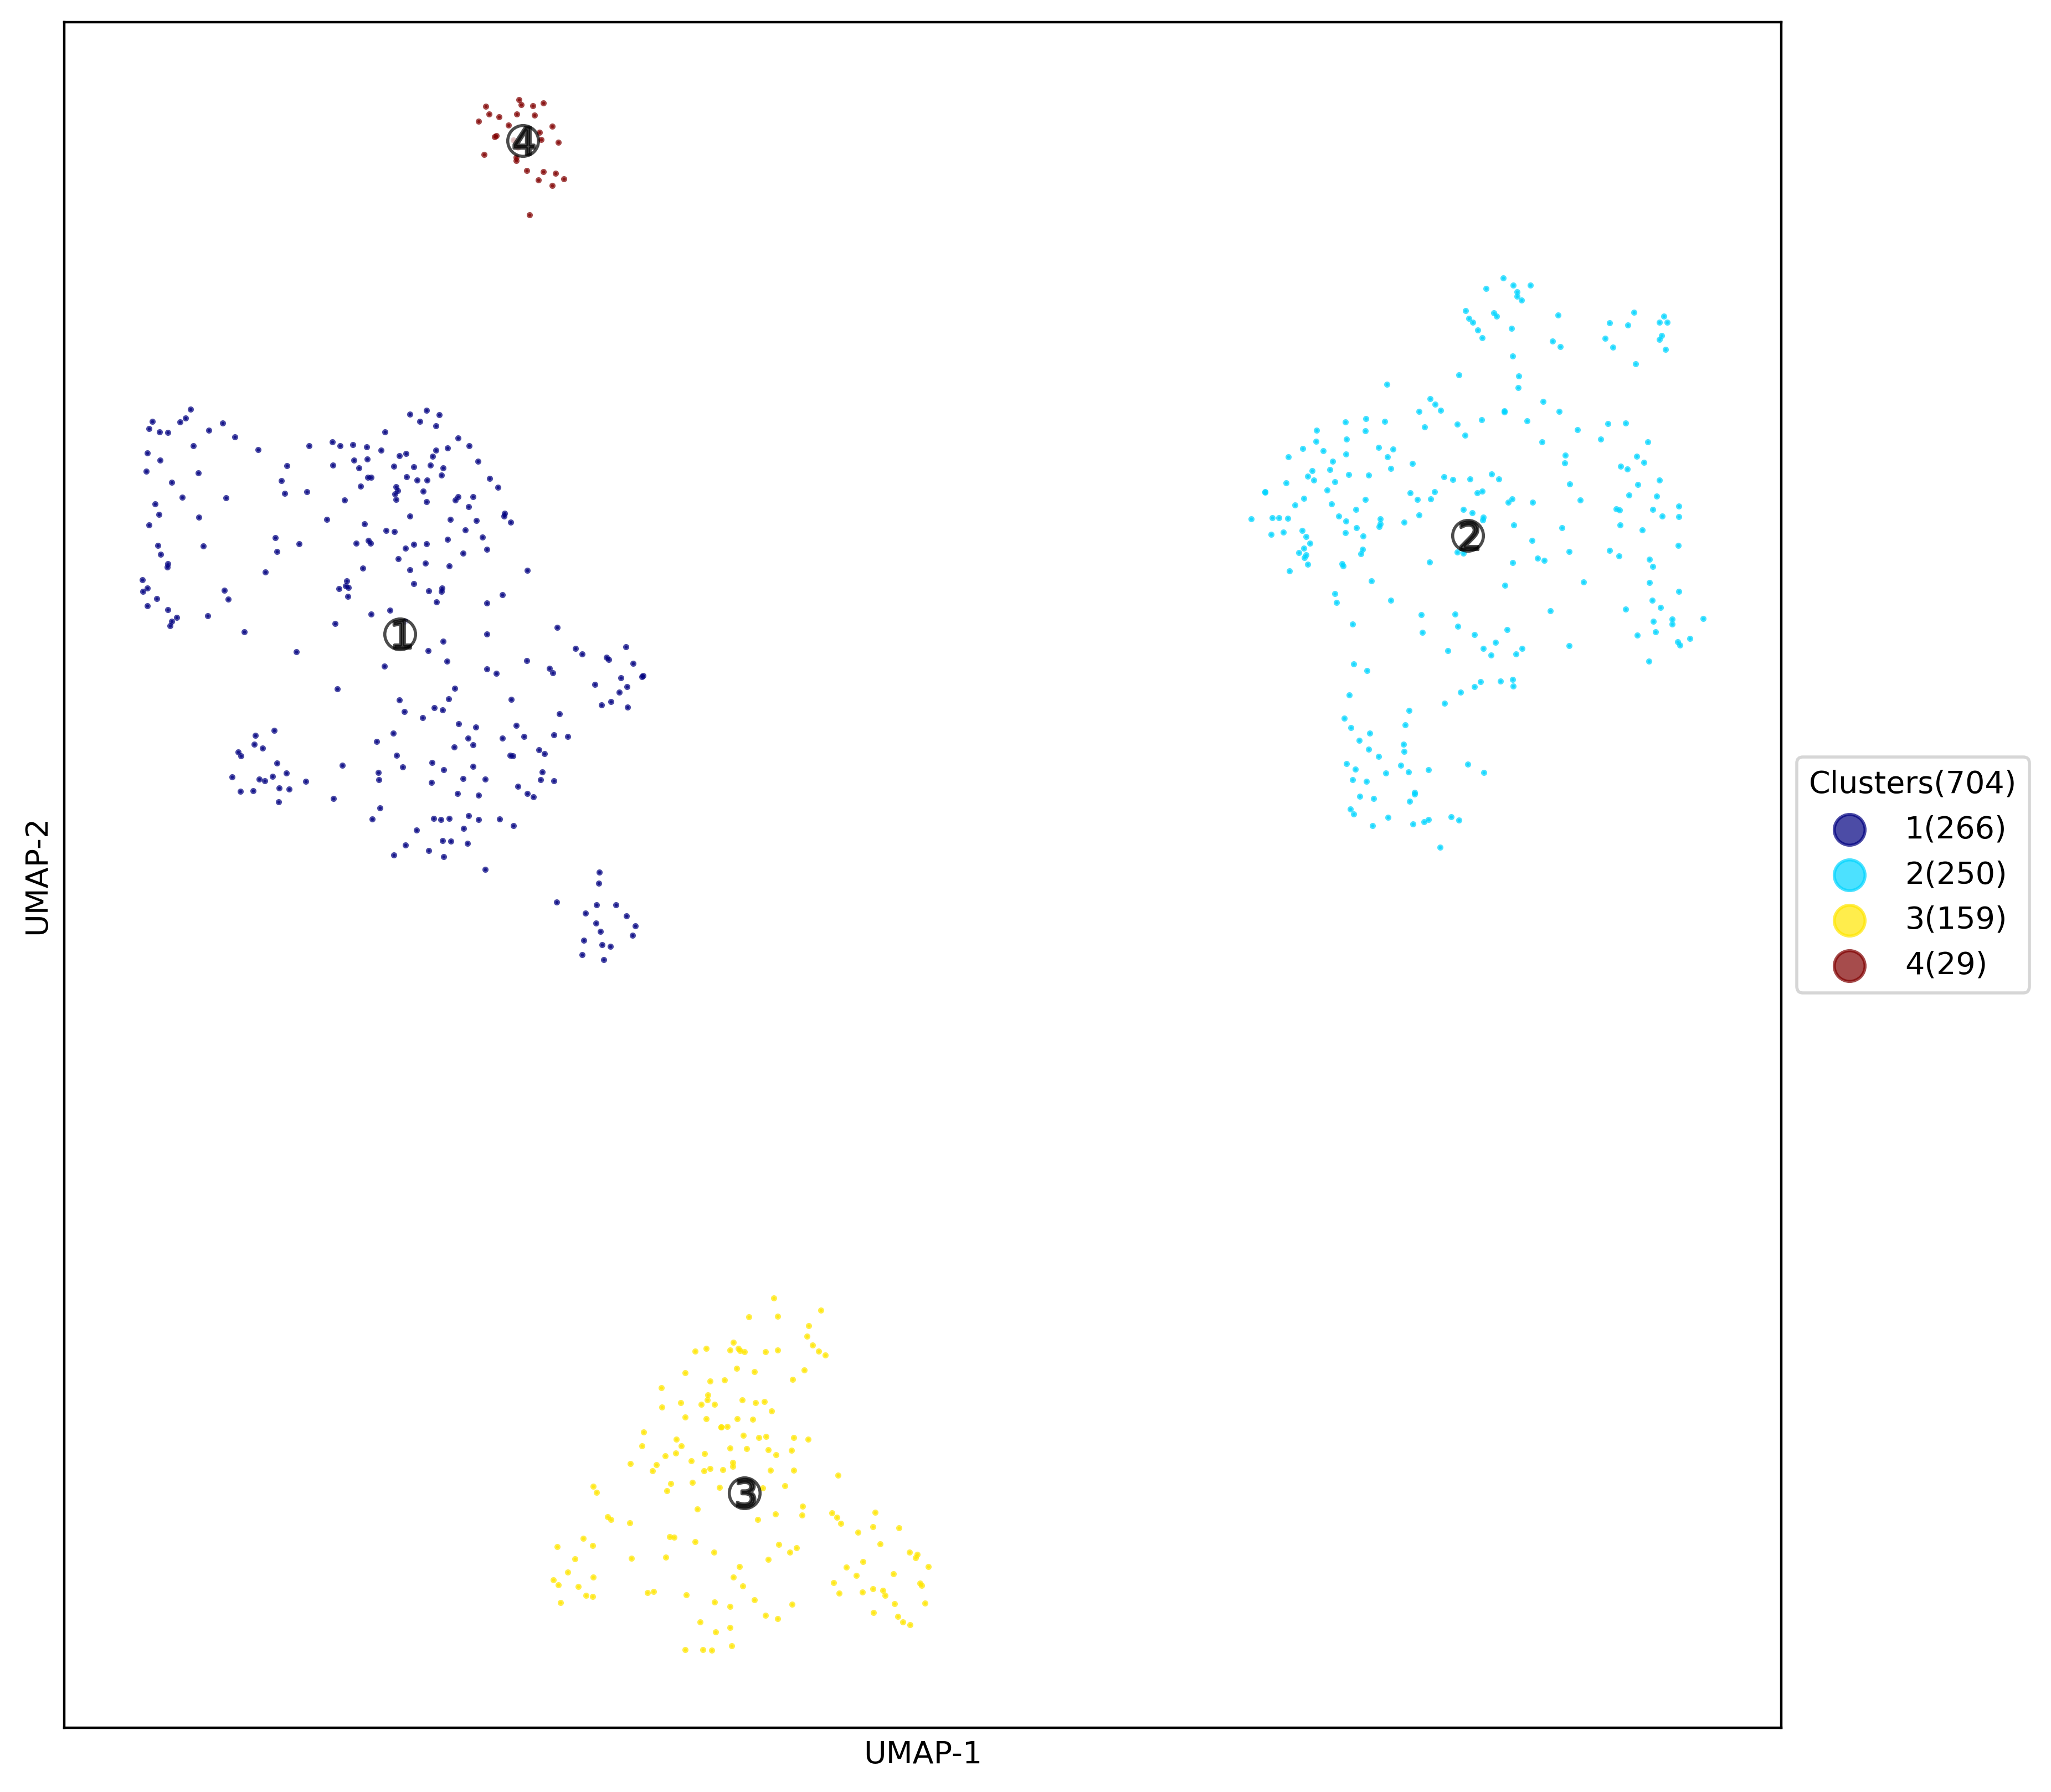 ④
①
②
③
UMAP-2
UMAP-1
Clusters(704)
1(266)
2(250)
3(159)
4(29)